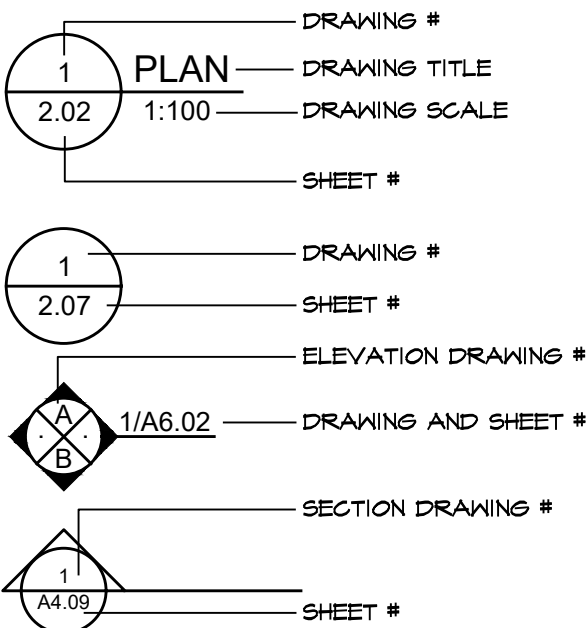 DRAWING #
1 PLAN DRAWING TITLE
2.02 1:100 DRAWING SCALE
SHEET #
1 DRAWING #
2.07 SHEET #
ELEVATION DRAWING #
A
1/A6.02 DRAWING AND SHEET #
B
SECTION DRAWING #
1
A4.09
SHEET #